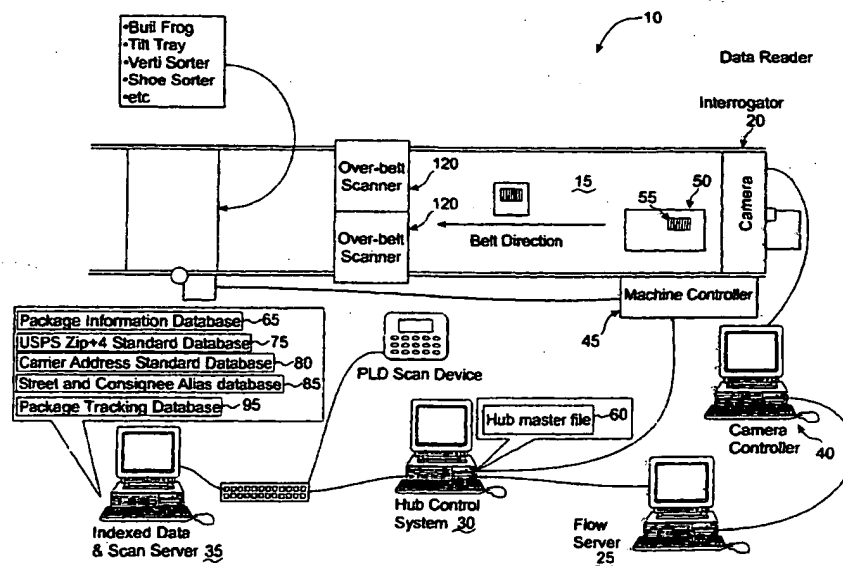 •Butl Frog
•Tilt Tray
•Verti Sorter
•Shoe Sorter
•etc
10
Data Reader
Interrogator
20
Over-belt
Scanner
120
120
Over-belt
Scanner
15
Belt Direction
55
50
Camera
Machine Controller
45
Package Information Database
65
USPS Zip+4 Standard Database
75
Carrier Address Standard Database
80
Street and Consignee Alias database
85
Package Tracking Database
95
PLD Scan Device
Hub master file
60
Camera
Controller
40
Indexed Data
& Scan Server 35
Hub Control
System 30
Flow
Server
25